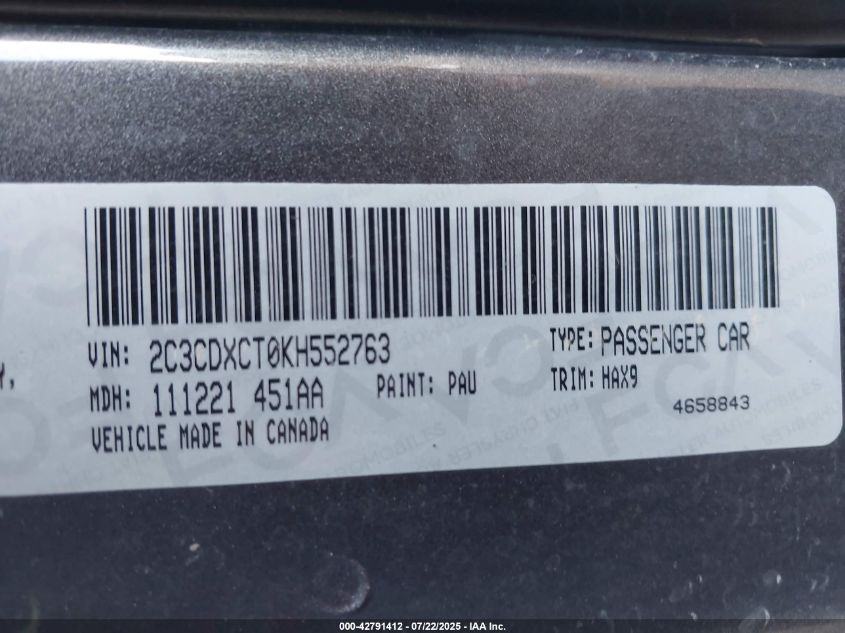 VIN: 2C3CDXCT0KH552763 TYPE: PASSENGER CAR
Y, MDH: 111221 451AA PAINT: PAU TRIM: HAX9
4658843
VEHICLE MADE IN CANADA
000-42791412 - 07/22/2025 - IAA Inc.